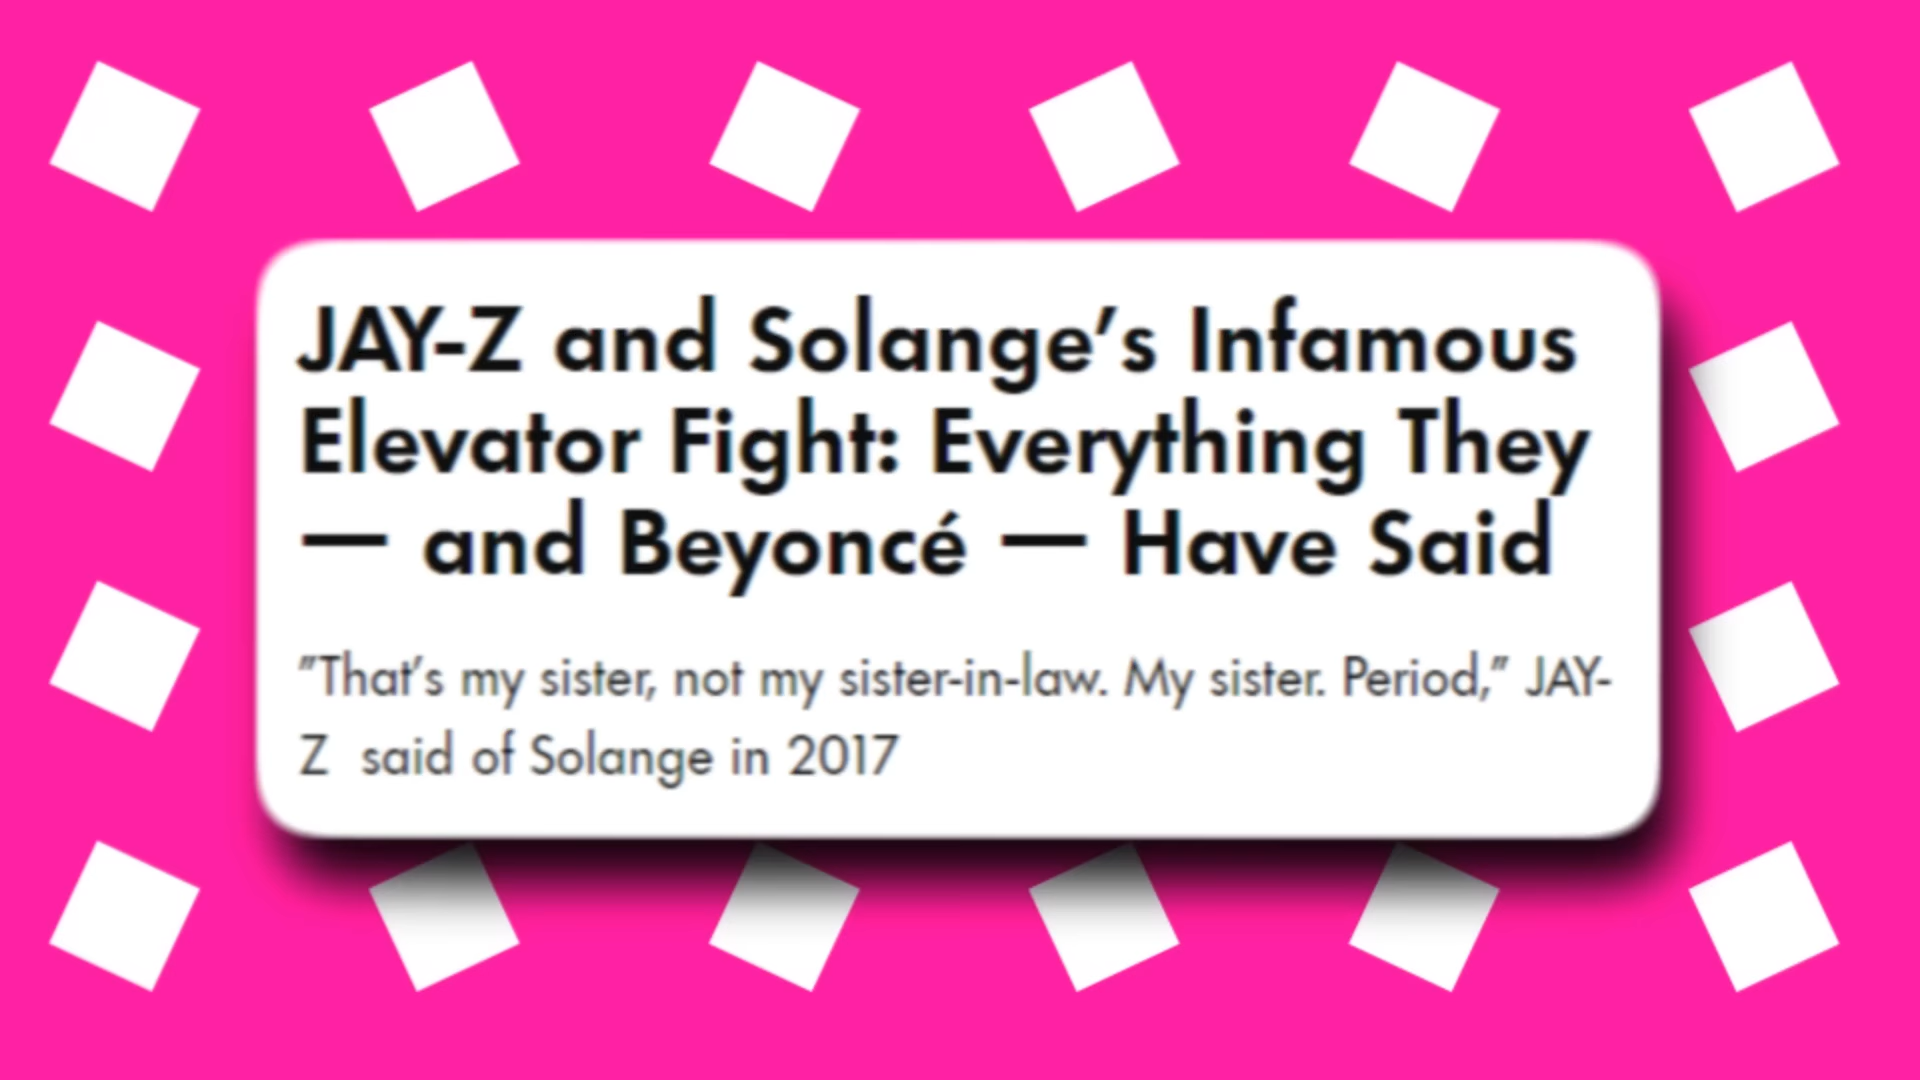 JAY-Z and Solange’s Infamous
Elevator Fight: Everything They
— and Beyoncé — Have Said
"That's my sister, not my sister-in-law. My sister. Period," JAY-
Z  said of Solange in 2017